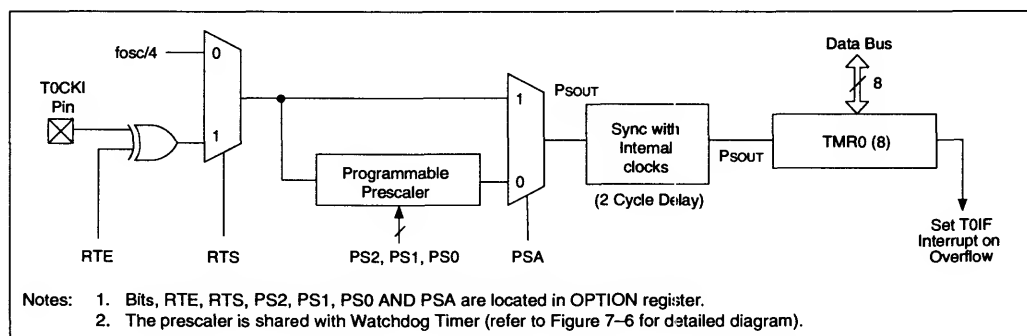 fosc/4
0
Data Bus
8
T0CKI
Pin
PSOUT
1
1
Sync with
Internal
clocks
TMR0 (8)
PSOUT
Programmable
Prescaler
0
(2 Cycle Delay)
Set T0IF
Interrupt on
Overflow
RTE
RTS
PS2, PS1, PS0
PSA
Notes: 1. Bits, RTE, RTS, PS2, PS1, PS0 AND PSA are located in OPTION register.
2. The prescaler is shared with Watchdog Timer (refer to Figure 7–6 for detailed diagram).